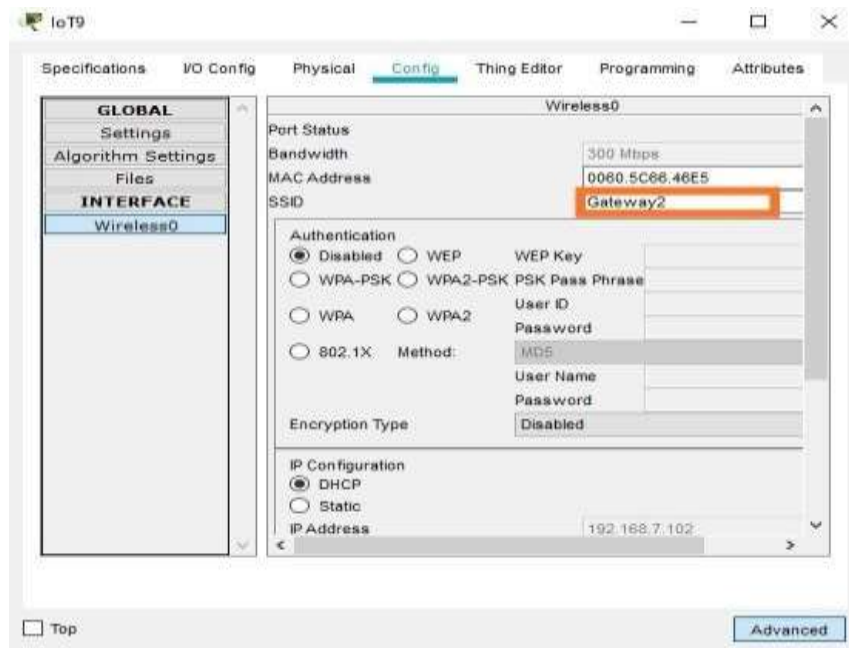 IoT9
Specifications I/O Config Physical Config Thing Editor Programming Attributes
GLOBAL
Settings
Algorithm Settings
Files
INTERFACE
Wireless0
Wireless0
Port Status
Bandwidth 300 Mbps
MAC Address 0060.5C66.46E5
SSID Gateway2
Authentication
Disabled WEP WEP Key
WPA-PSK WPA2-PSK PSK Pass Phrase
User ID
WPA WPA2
Password
802.1X Method: MD5
User Name
Password
Encryption Type Disabled
IP Configuration
DHCP
Static
IP Address 192.168.7.102
Top Advanced